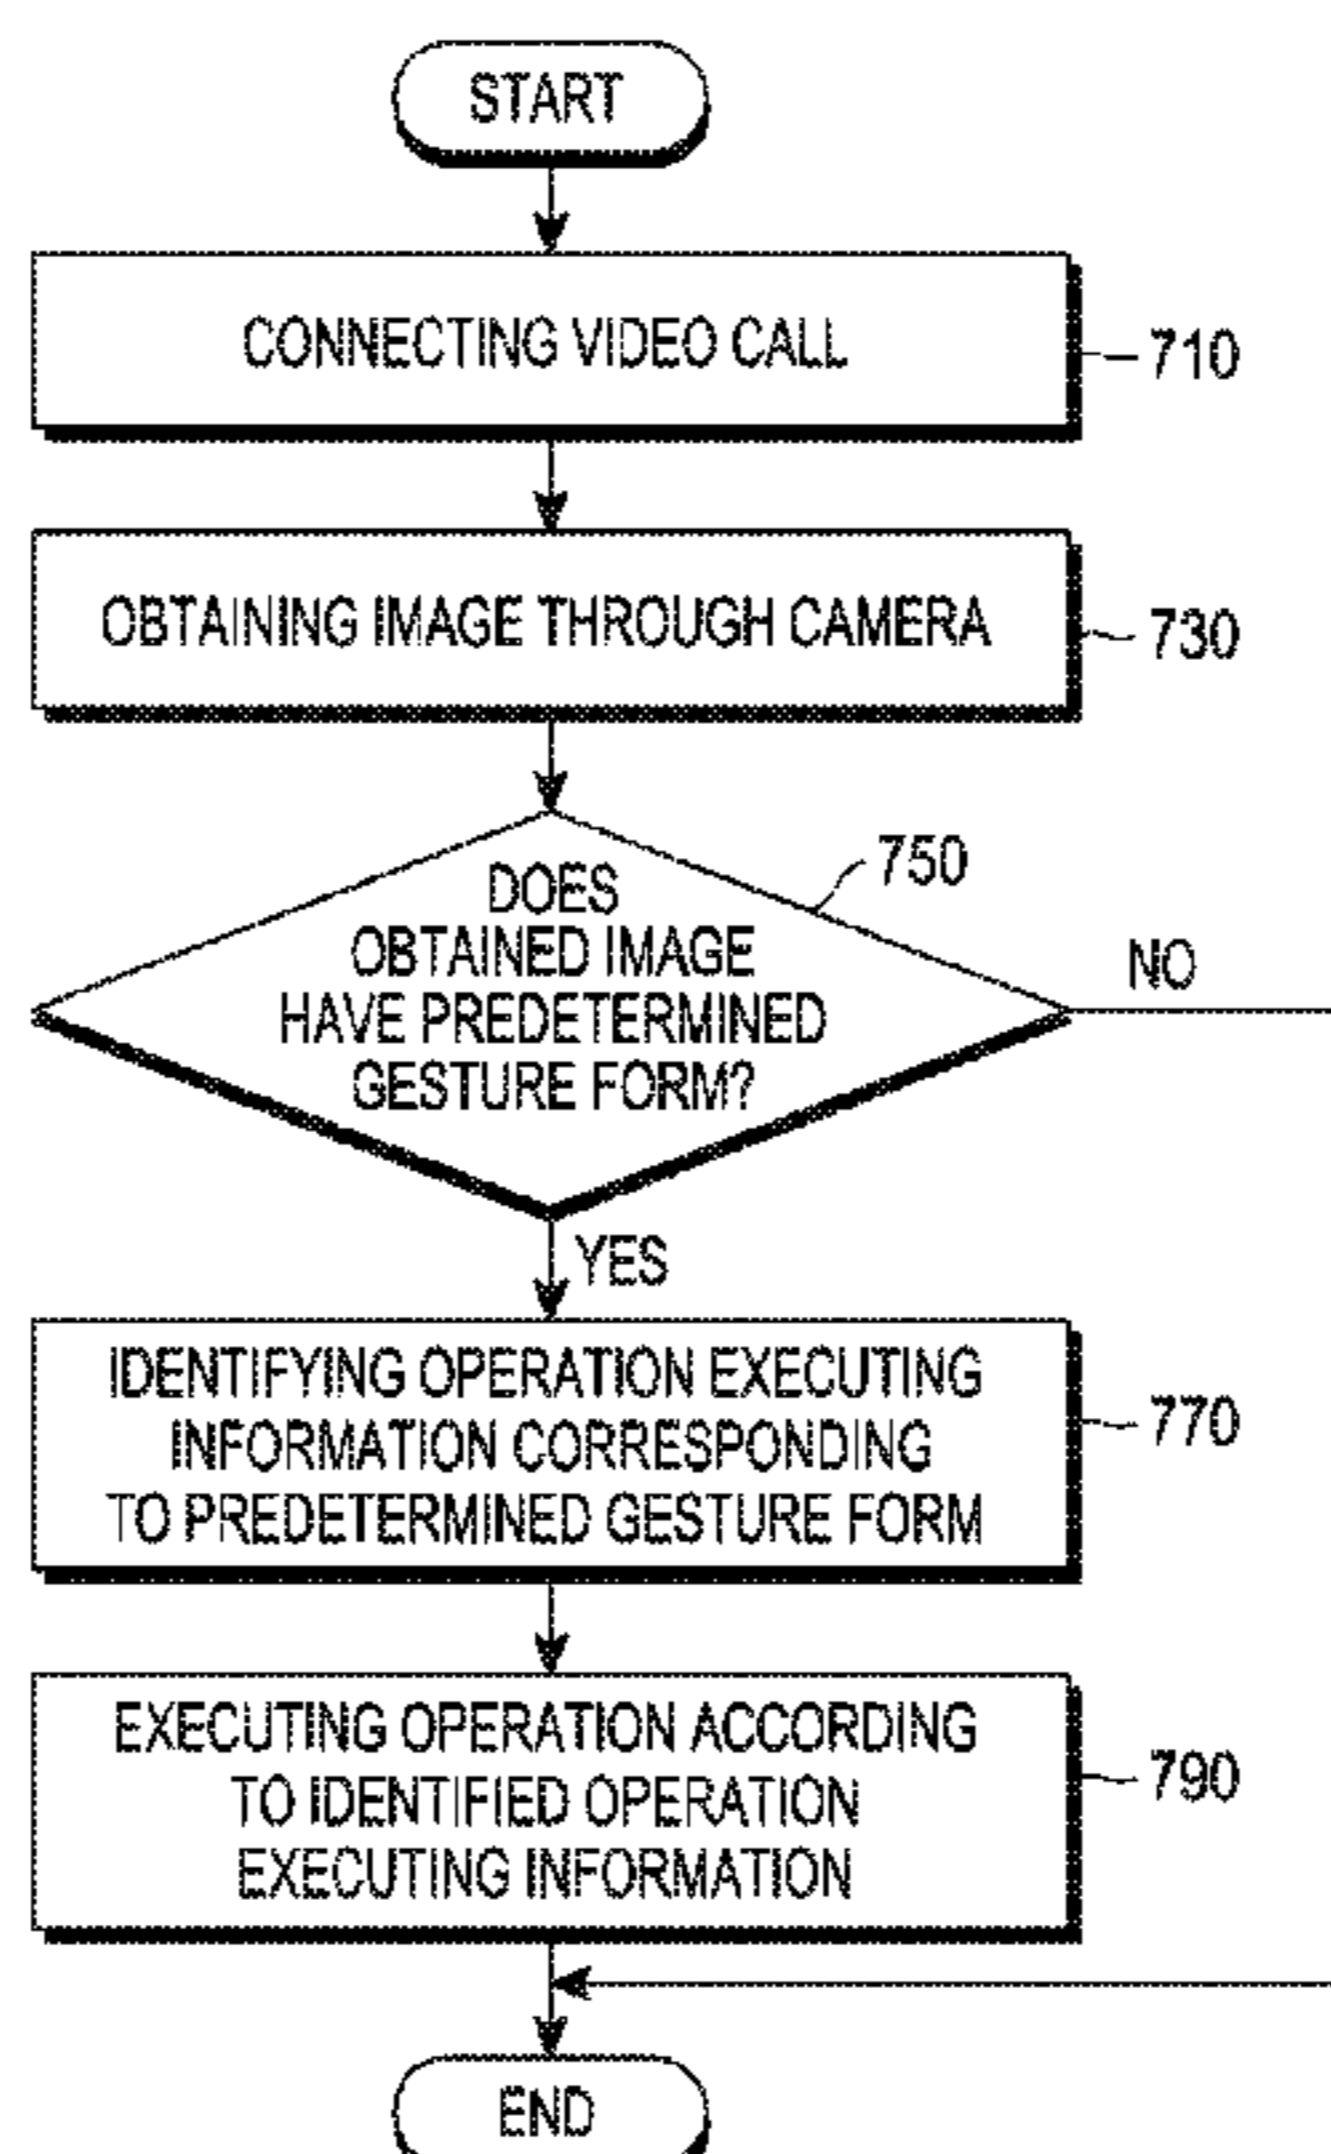 START
CONNECTING VIDEO CALL
710
OBTAINING IMAGE THROUGH CAMERA
730
750
DOES
OBTAINED IMAGE
HAVE PREDETERMINED
GESTURE FORM?
NO
YES
IDENTIFYING OPERATION EXECUTING
INFORMATION CORRESPONDING
TO PREDETERMINED GESTURE FORM
770
EXECUTING OPERATION ACCORDING
TO IDENTIFIED OPERATION
EXECUTING INFORMATION
790
END